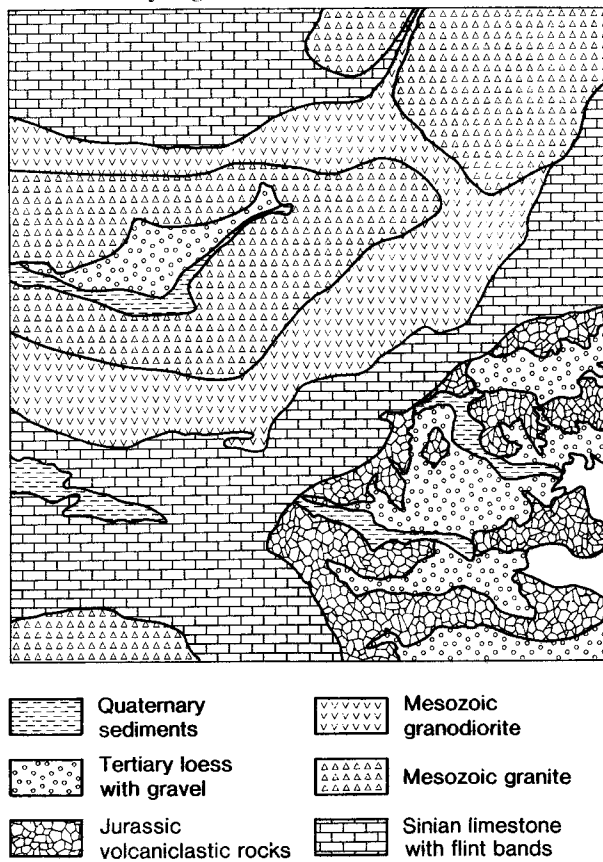 Quaternary
sediments
Tertiary loess
with gravel
Jurassic
volcaniclastic rocks
Mesozoic
granodiorite
Mesozoic granite
Sinian limestone
with flint bands